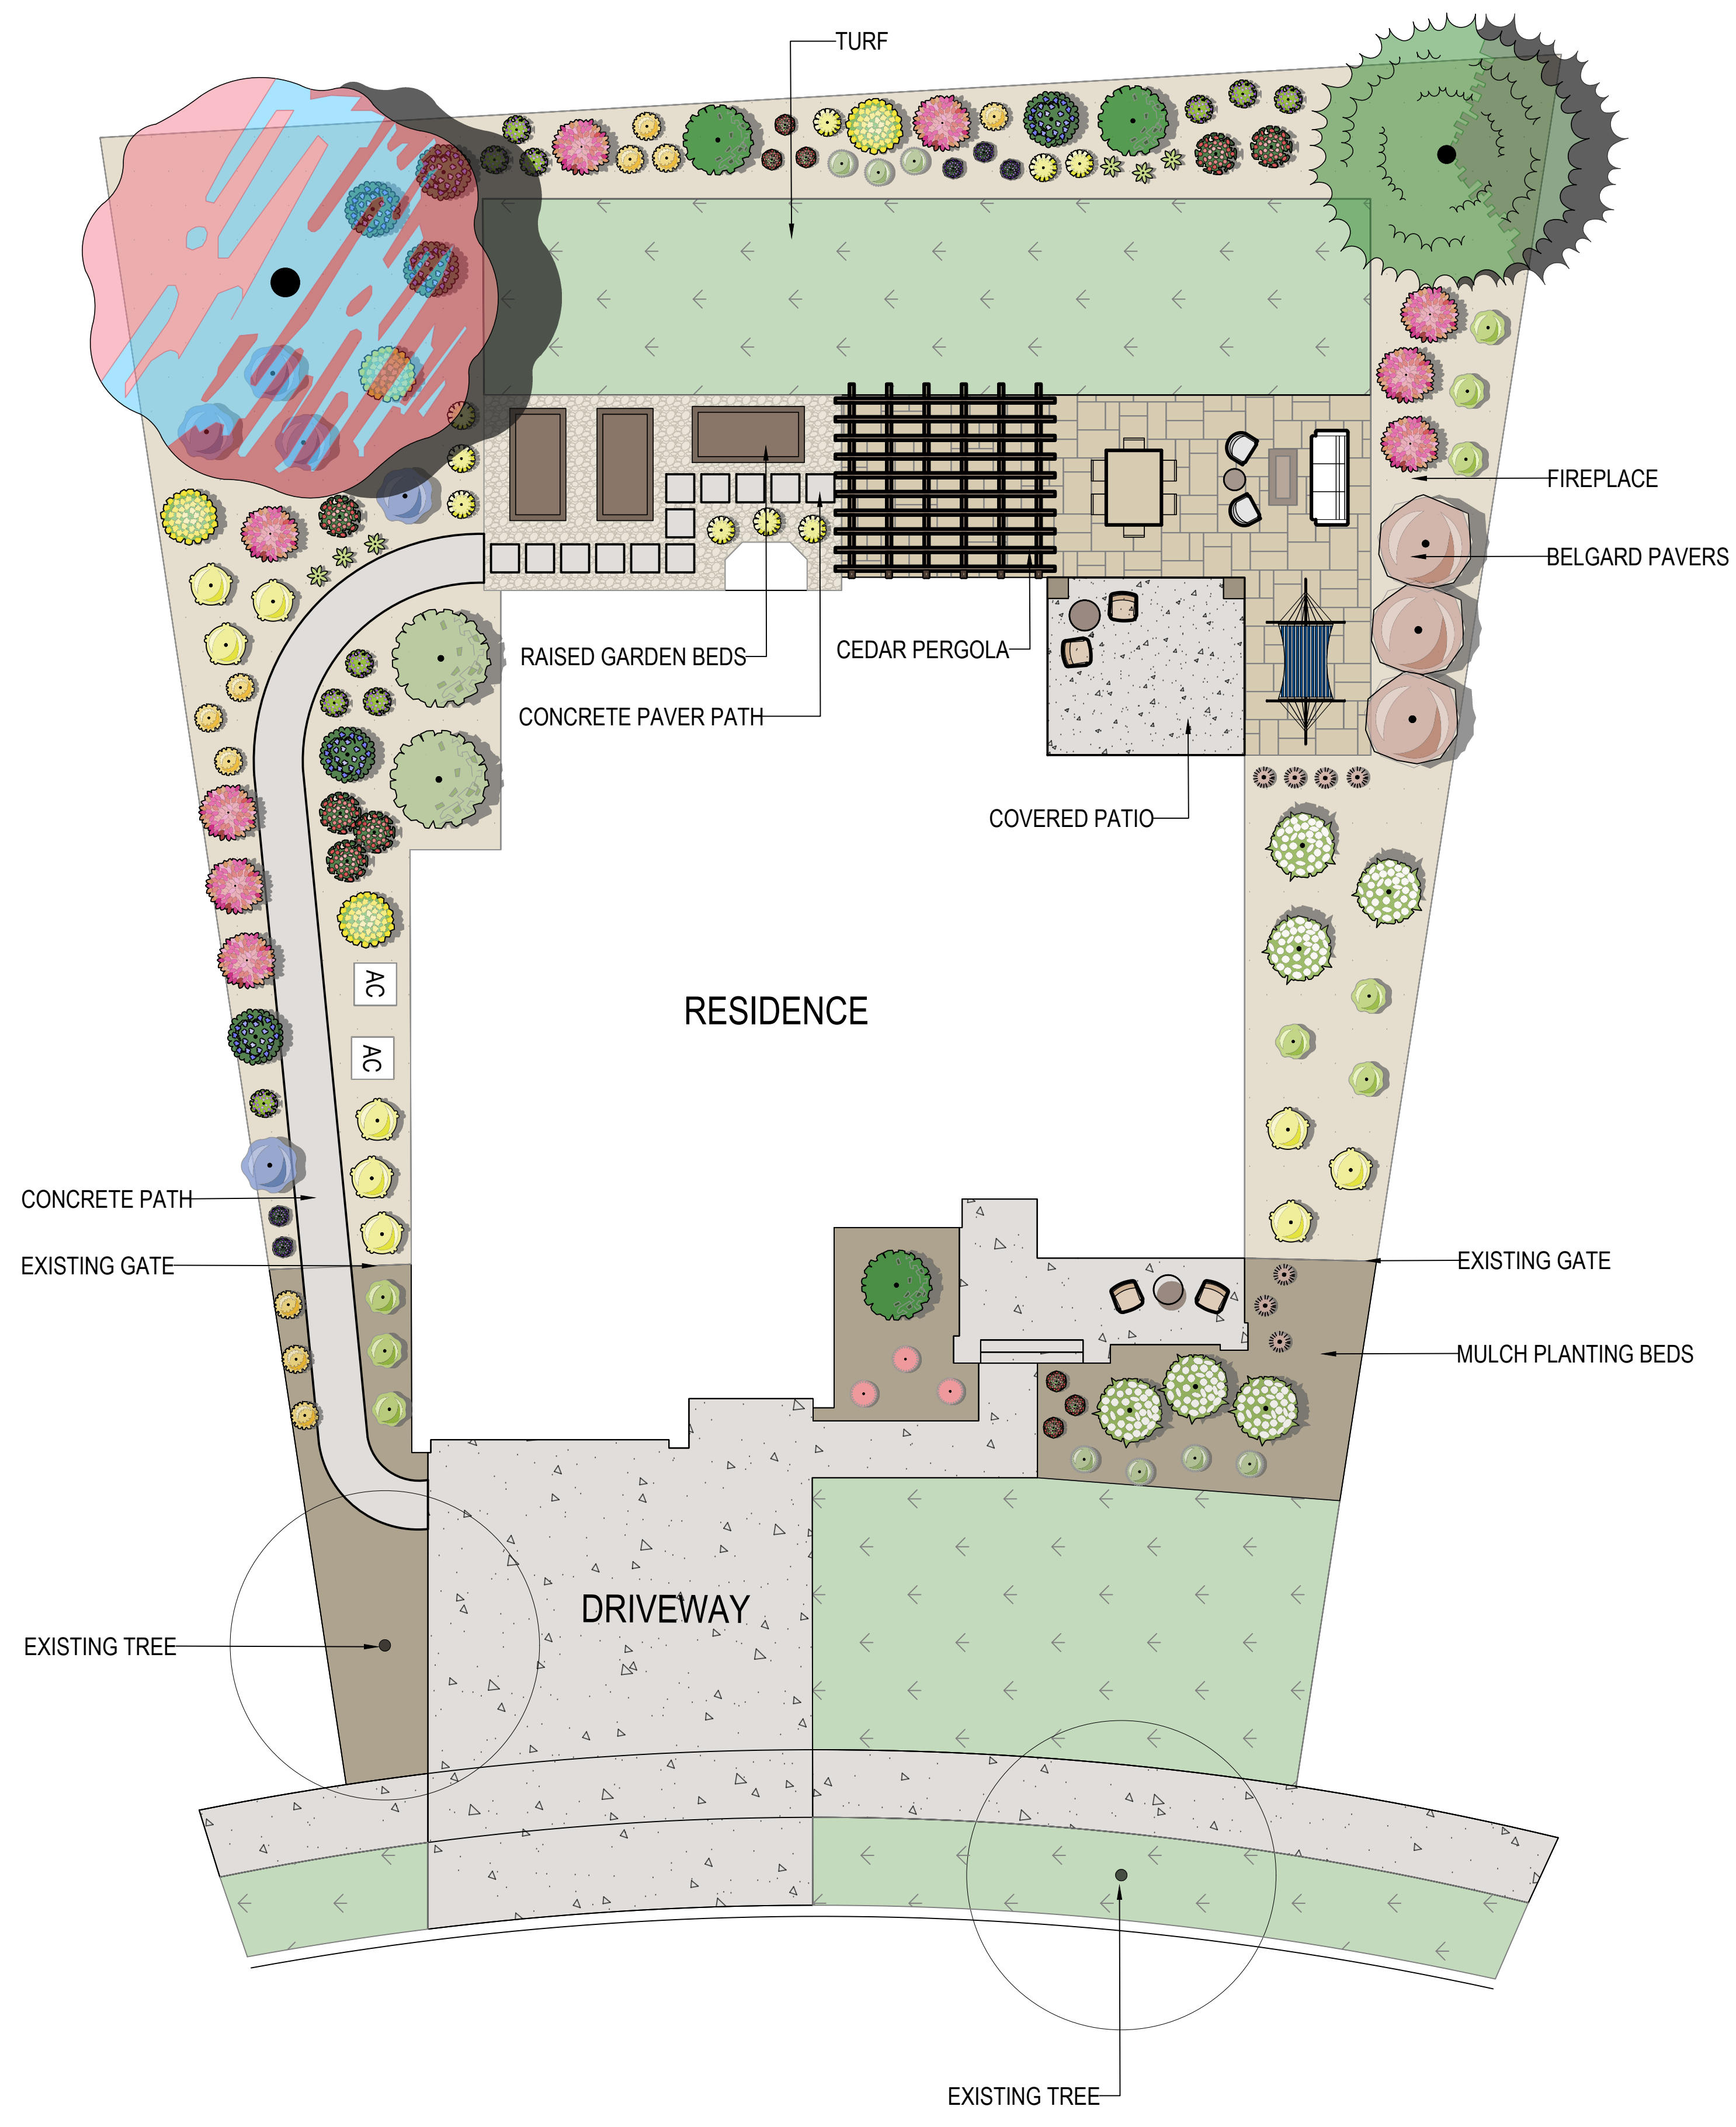 TURF
FIREPLACE
BELGARD PAVERS
RAISED GARDEN BEDS
CEDAR PERGOLA
CONCRETE PAVER PATH
COVERED PATIO
AC
RESIDENCE
AC
CONCRETE PATH
EXISTING GATE
EXISTING GATE
MULCH PLANTING BEDS
DRIVEWAY
EXISTING TREE
EXISTING TREE